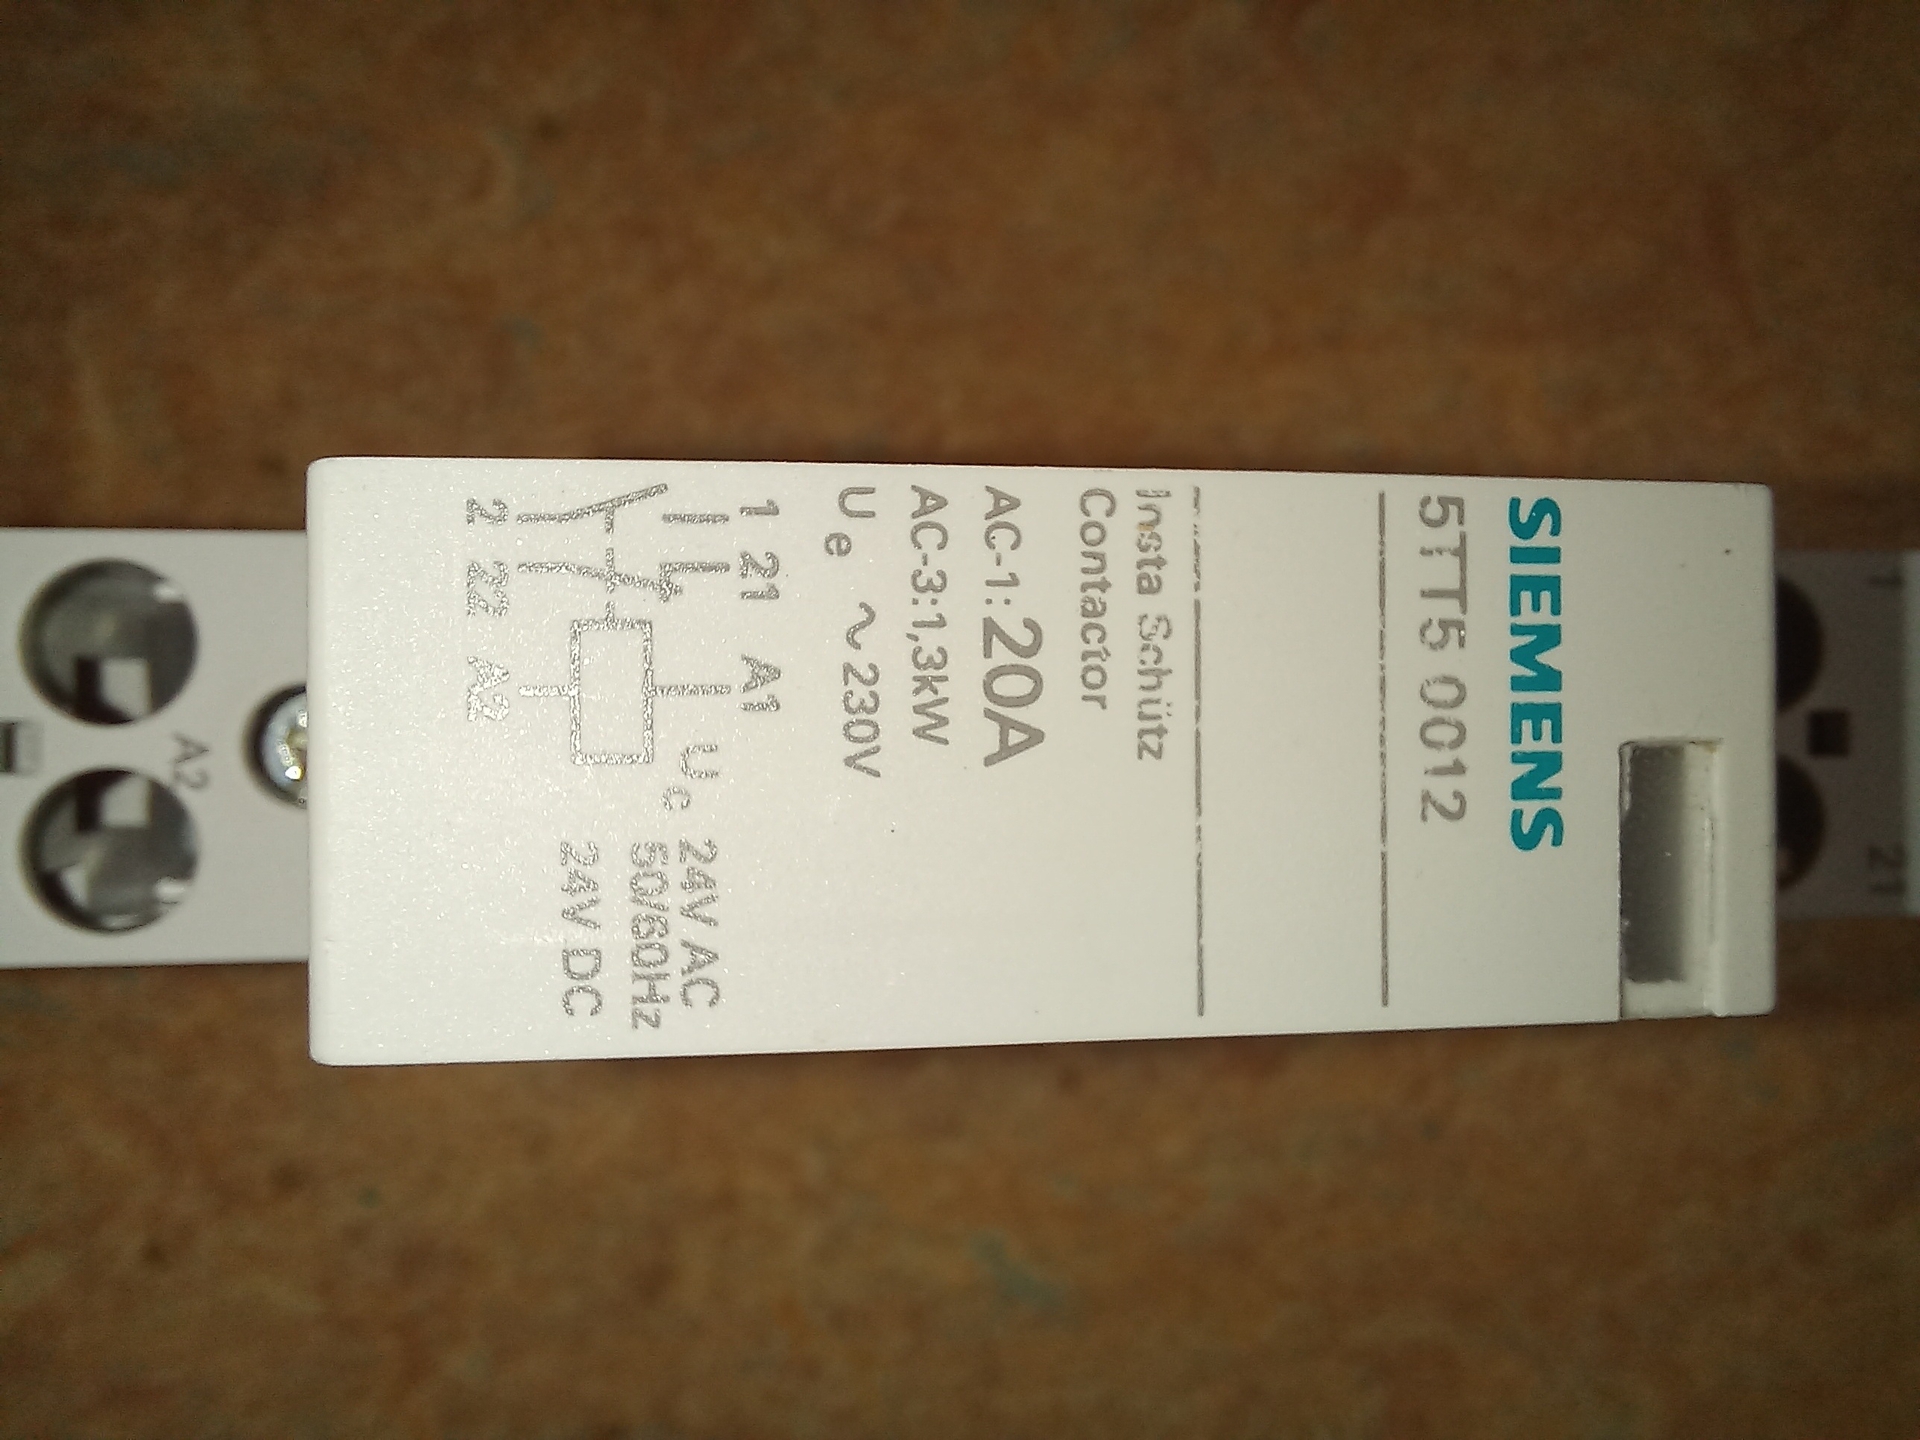 SIEMENS
5TT5 0012
Insta Schütz
Contactor
AC-1: 20A
AC-3:1,3kW
Ue ~ 230V
1 21 A1
Uc 24V AC
50/60Hz
24V DC
2 22 A2
A2
1
21